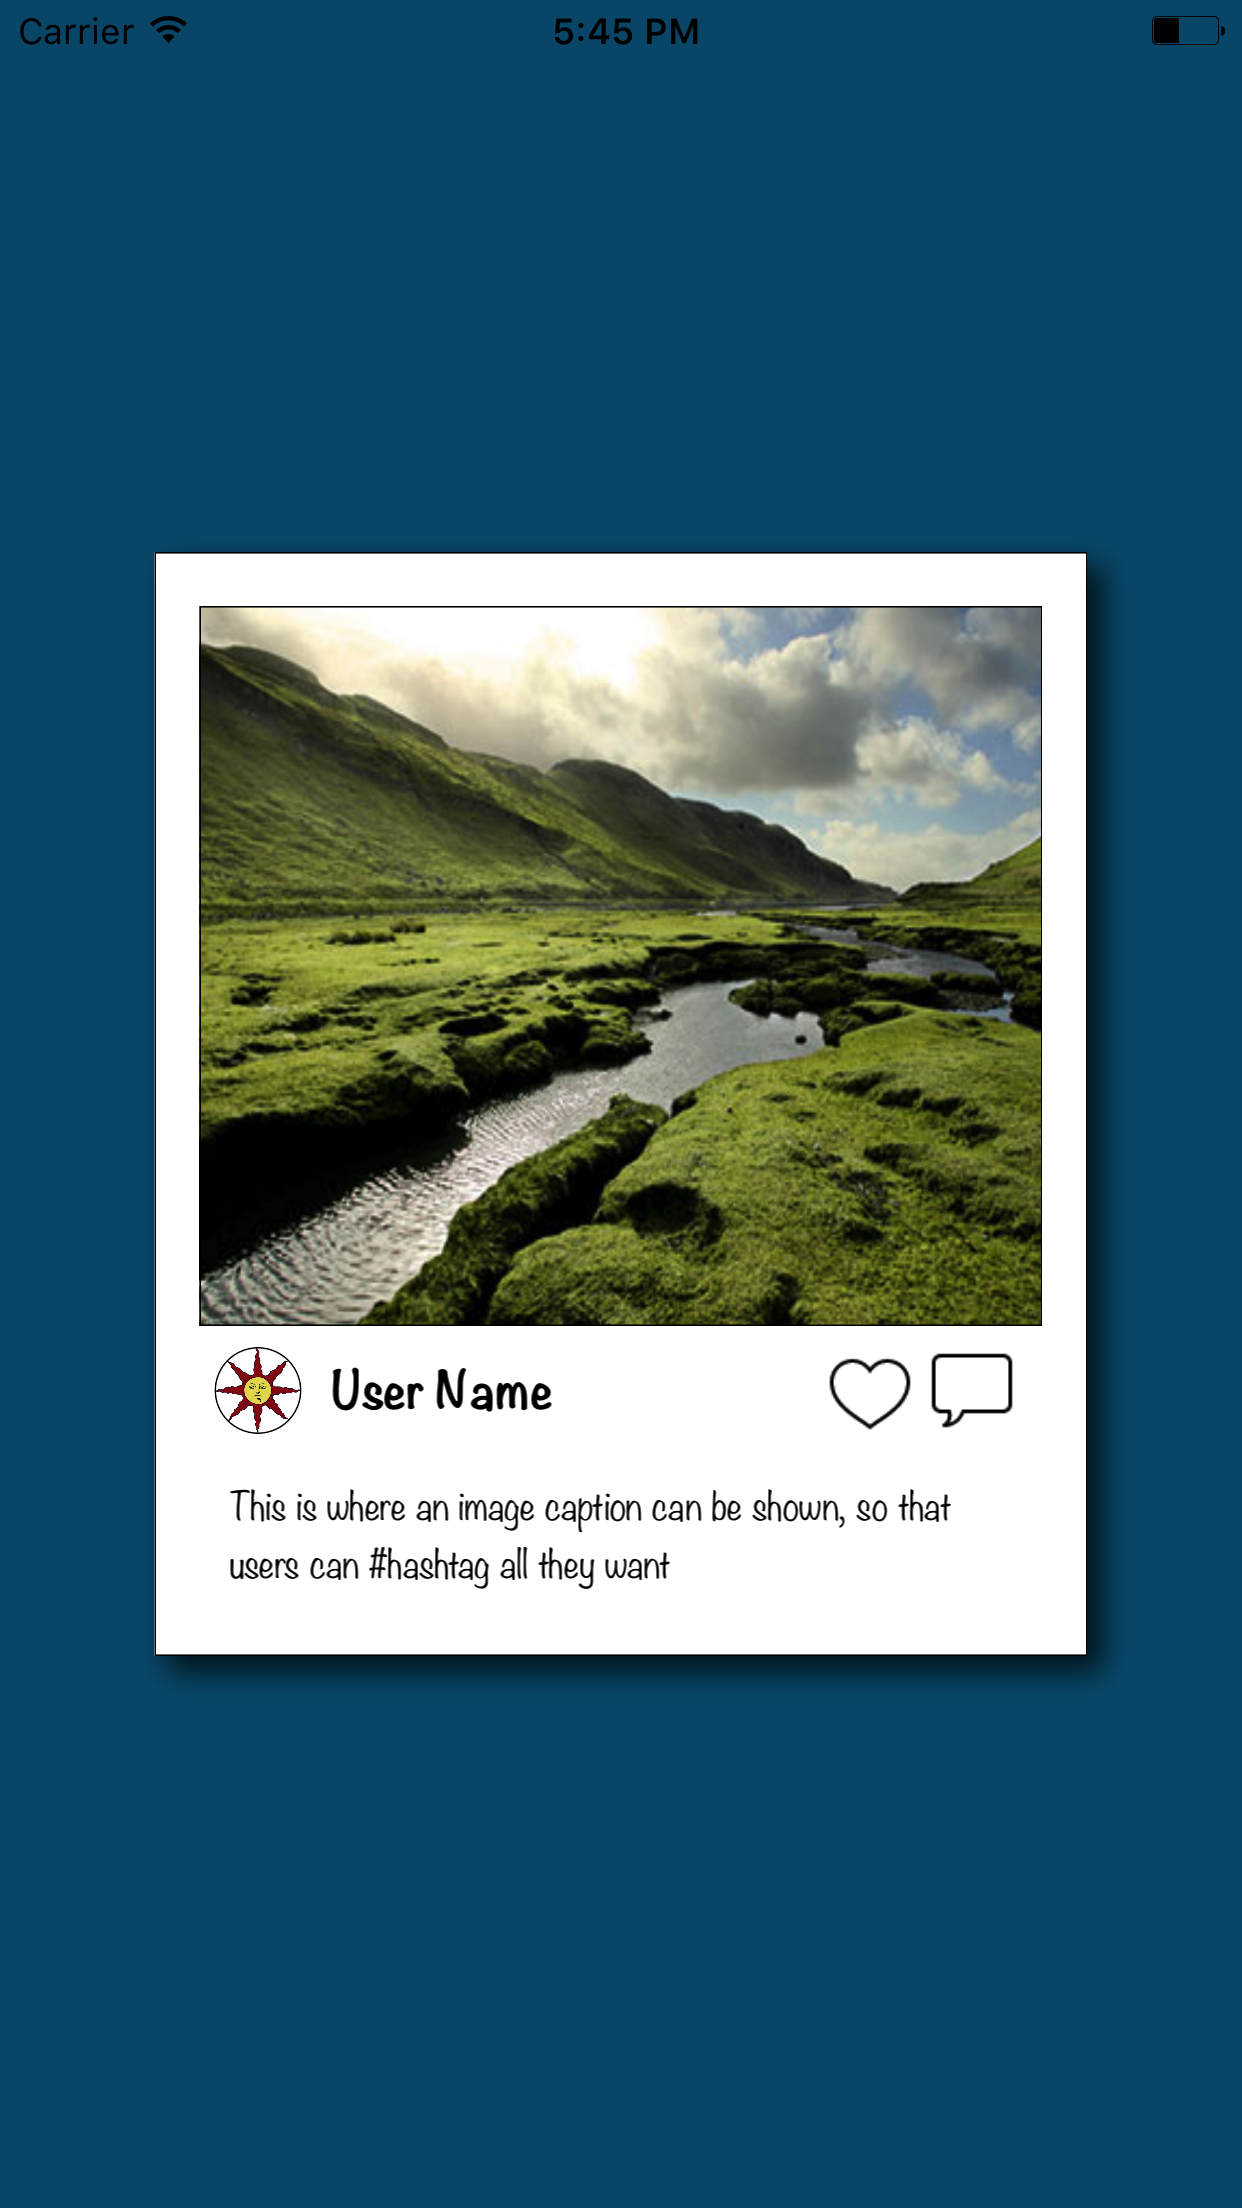 Carrier 5:45 PM
User Name
This is where an image caption can be shown, so that
users can #hashtag all they want